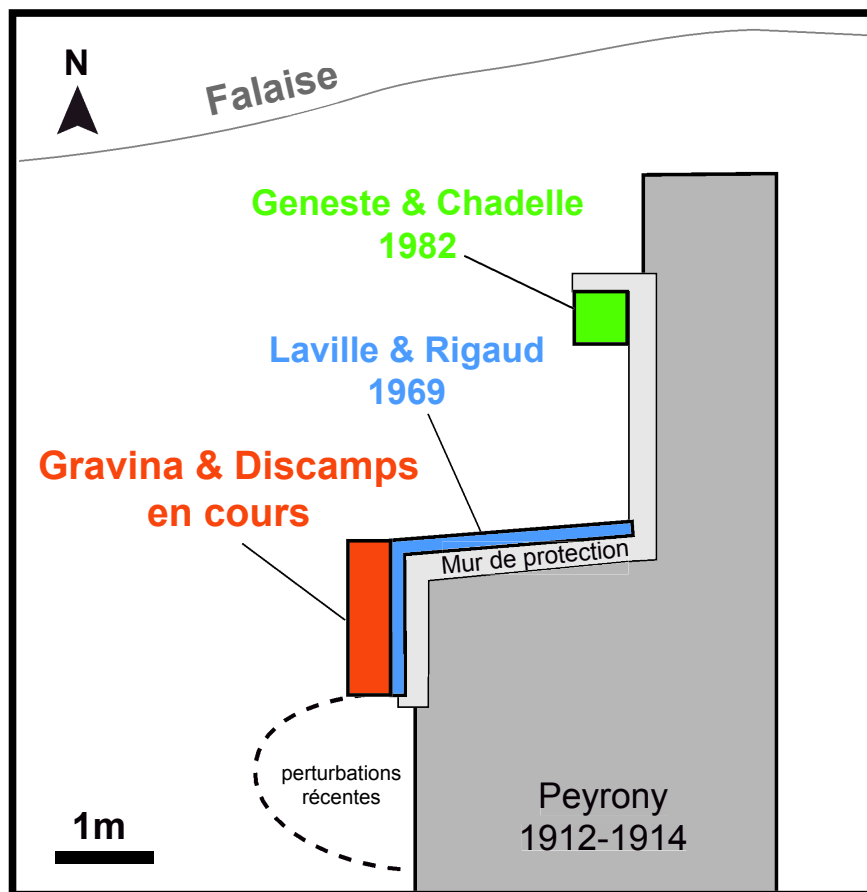 N
Falaise
Geneste & Chadelle
1982
Laville & Rigaud
1969
Gravina & Discamps
en cours
Mur de protection
perturbations
récentes
1m
Peyrony
1912-1914